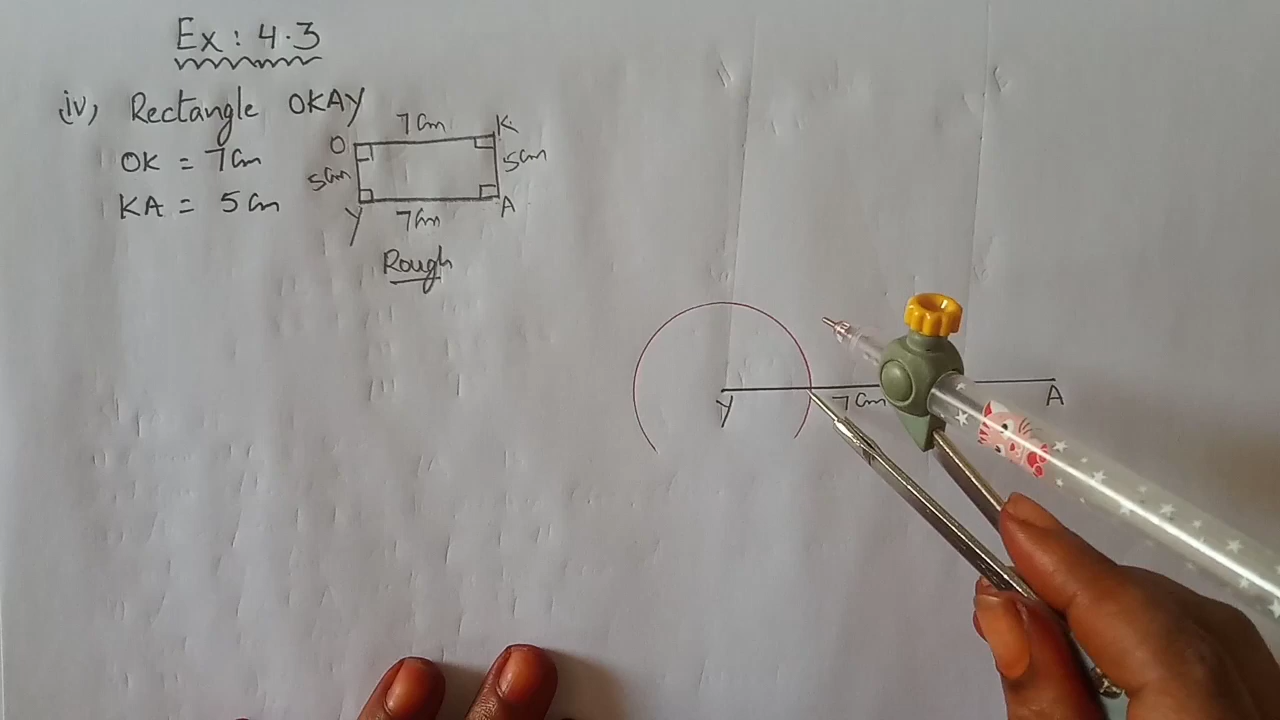 Ex: 4.3
iv) Rectangle OKAY
OK = 7cm
KA = 5cm
7cm
O K
5cm 5cm
Y A
7cm
Rough
Y 7cm A